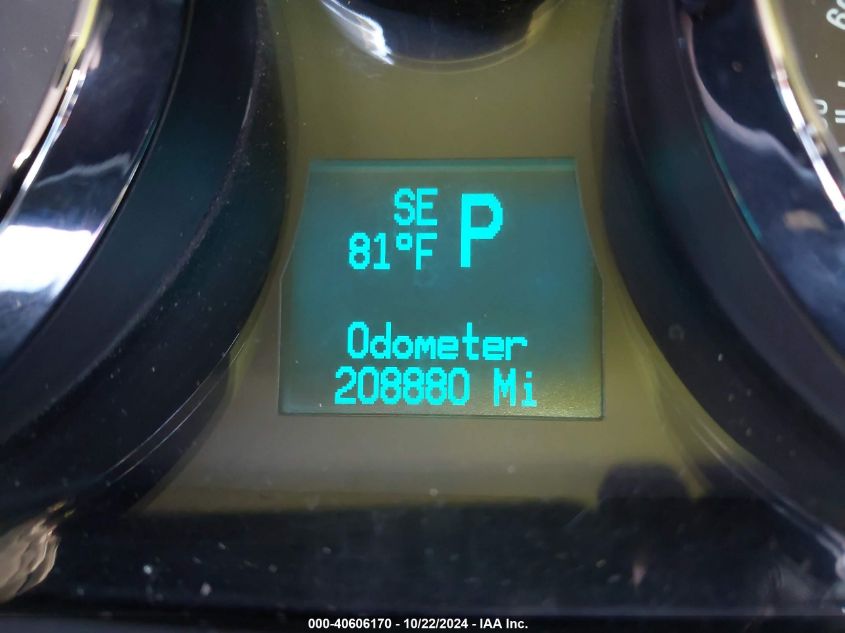 SE P
81°F
Odometer
208880 Mi
000-40606170 - 10/22/2024 - IAA Inc.